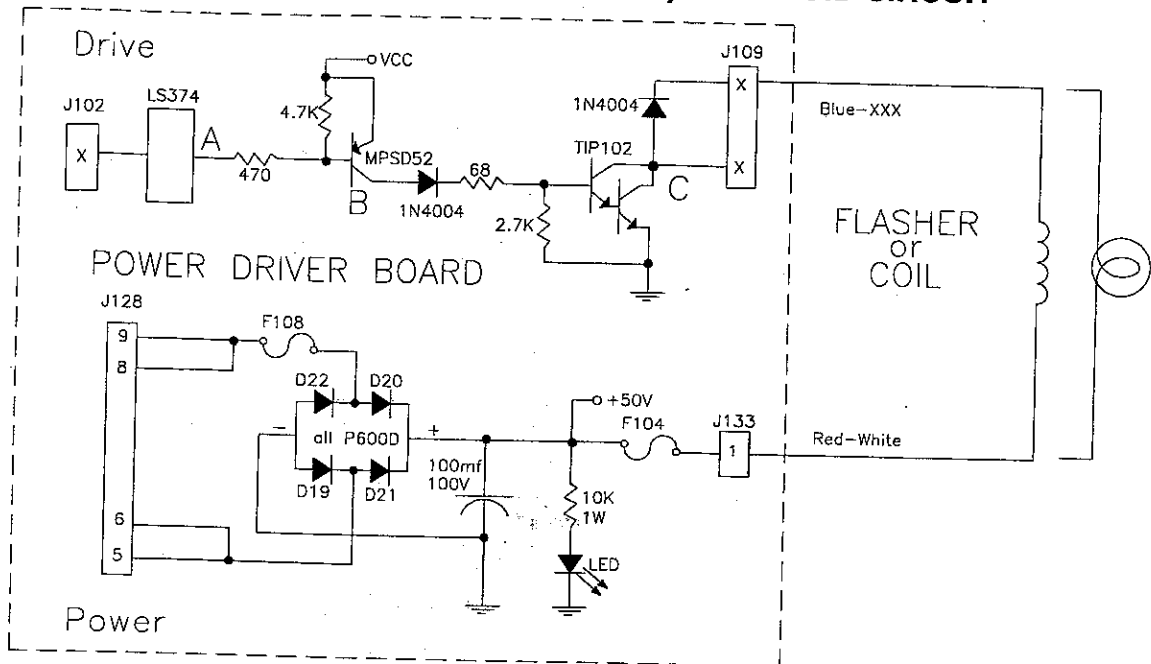 CIRCUIT
Drive
J102
X
LS374
A
470
4.7K
VCC
MPSD52
B
1N4004
68
2.7K
TIP102
1N4004
C
J109
X
X
Blue-XXX
FLASHER
or
COIL
POWER DRIVER BOARD
J128
9
8
6
5
F108
D22
D20
-
all P600D
+
D19
D21
100mf
100V
+50V
F104
J133
1
Red-White
10K
1W
LED
Power